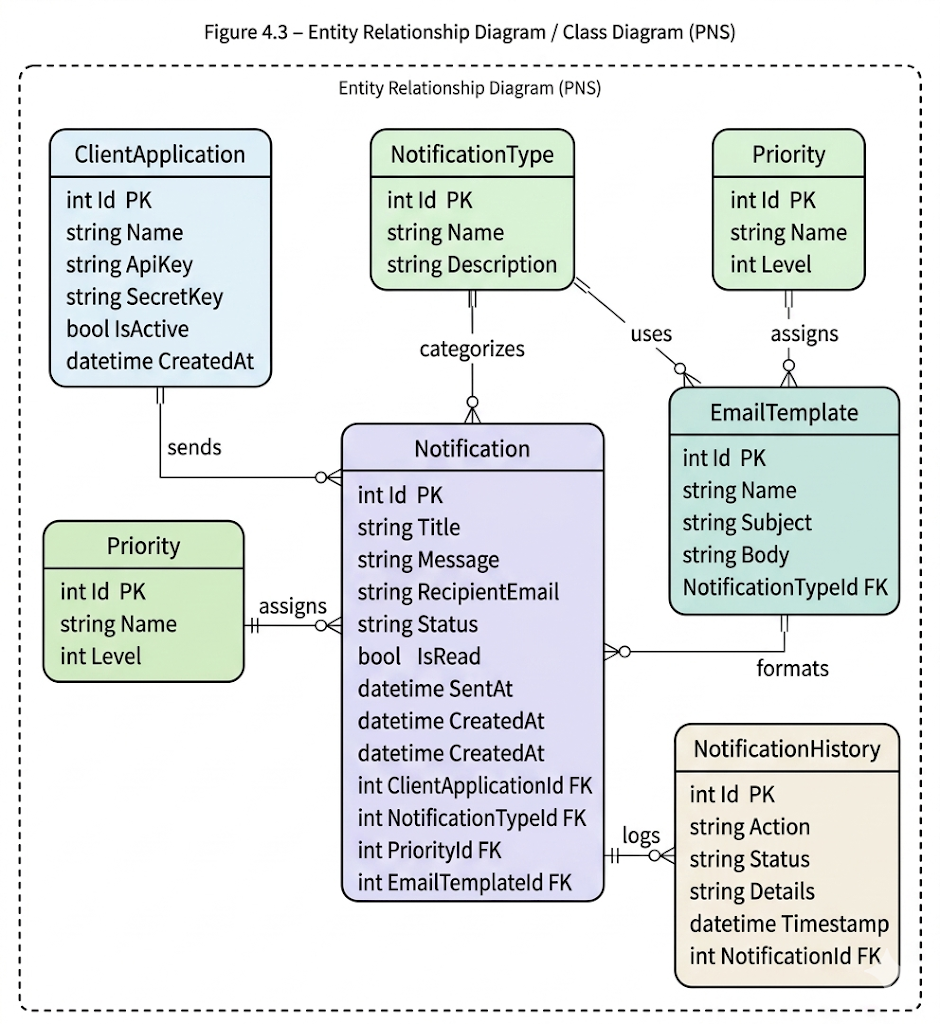 Figure 4.3 – Entity Relationship Diagram / Class Diagram (PNS)
Entity Relationship Diagram (PNS)
ClientApplication
int Id PK
string Name
string ApiKey
string SecretKey
bool IsActive
datetime CreatedAt
NotificationType
int Id PK
string Name
string Description
Priority
int Id PK
string Name
int Level
uses
assigns
categorizes
sends
EmailTemplate
int Id PK
string Name
string Subject
string Body
NotificationTypeId FK
Priority
int Id PK
string Name
int Level
assigns
Notification
int Id PK
string Title
string Message
string RecipientEmail
string Status
bool IsRead
datetime SentAt
datetime CreatedAt
datetime CreatedAt
int ClientApplicationId FK
int NotificationTypeId FK
int PriorityId FK
int EmailTemplateId FK
formats
logs
NotificationHistory
int Id PK
string Action
string Status
string Details
datetime Timestamp
int NotificationId FK